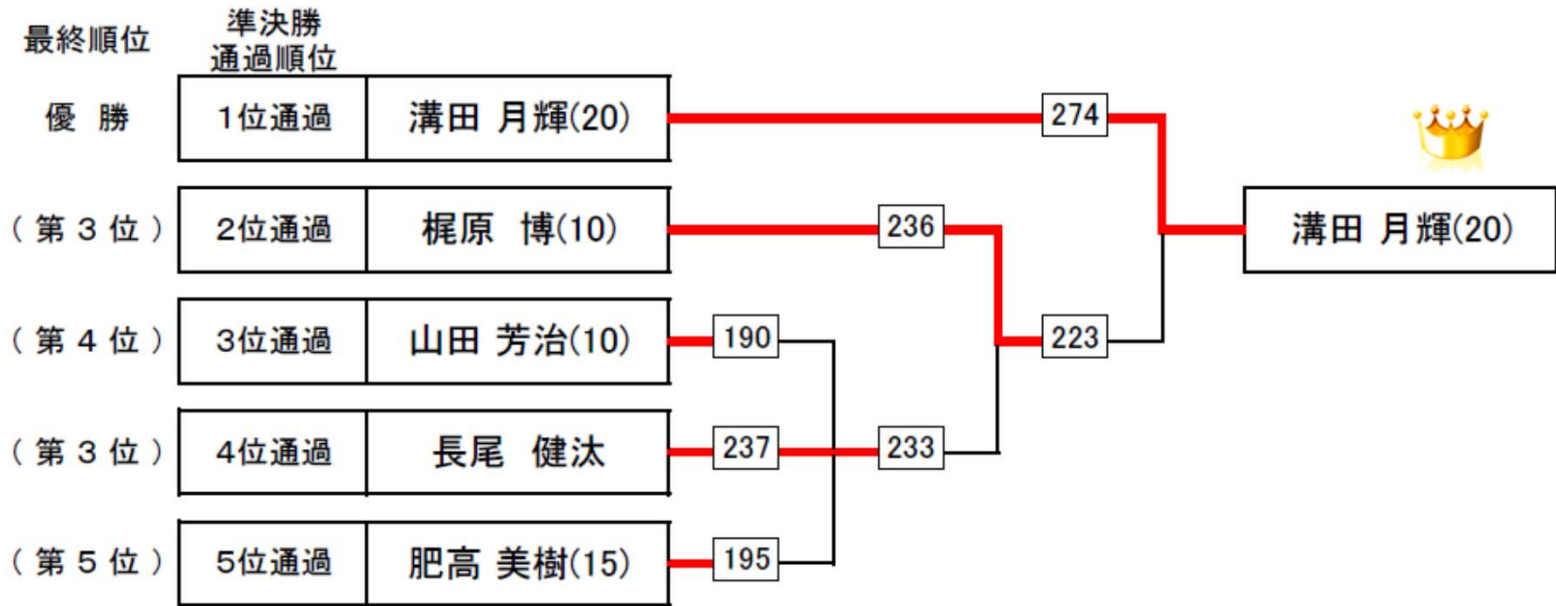 最終順位
準決勝
通過順位
優 勝 1位通過 溝田 月輝(20) 274
( 第 3 位 ) 2位通過 梶原 博(10) 236 溝田 月輝(20)
( 第 4 位 ) 3位通過 山田 芳治(10) 190 223
( 第 3 位 ) 4位通過 長尾 健汰 237 233
( 第 5 位 ) 5位通過 肥高 美樹(15) 195